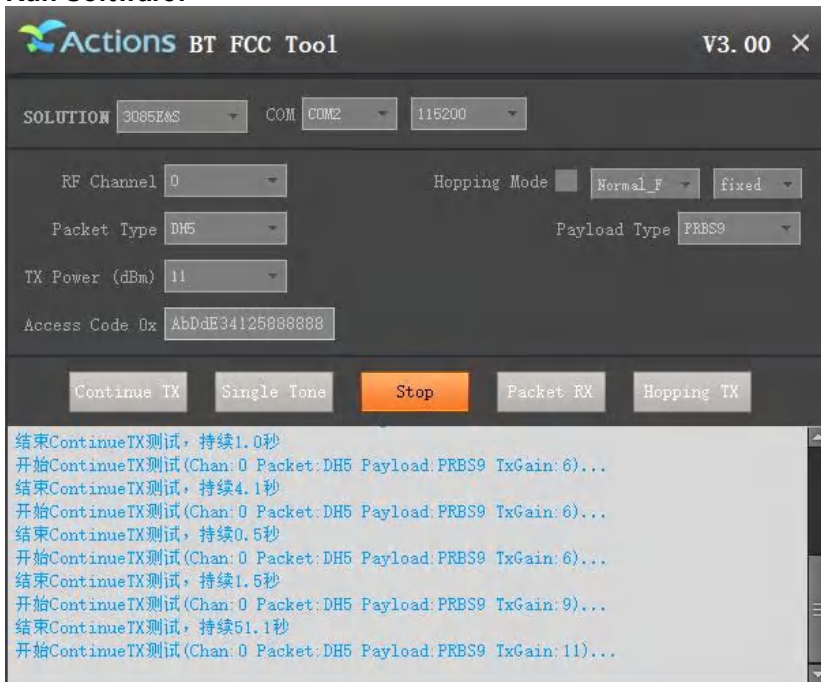 Actions BT FCC Tool V3.00 ×
SOLUTION 3085E&S COM COM2 115200
RF Channel 0 Hopping Mode Normal_F fixed
Packet Type DH5 Payload Type PRBS9
TX Power (dBm) 11
Access Code 0x AbDdE34125888888
Continue TX Single Tone Stop Packet RX Hopping TX
结束ContinueTX测试，持续1.0秒
开始ContinueTX测试(Chan:0 Packet:DH5 Payload:PRBS9 TxGain:6)...
结束ContinueTX测试，持续4.1秒
开始ContinueTX测试(Chan:0 Packet:DH5 Payload:PRBS9 TxGain:6)...
结束ContinueTX测试，持续0.5秒
开始ContinueTX测试(Chan:0 Packet:DH5 Payload:PRBS9 TxGain:6)...
结束ContinueTX测试，持续1.5秒
开始ContinueTX测试(Chan:0 Packet:DH5 Payload:PRBS9 TxGain:9)...
结束ContinueTX测试，持续51.1秒
开始ContinueTX测试(Chan:0 Packet:DH5 Payload:PRBS9 TxGain:11)...